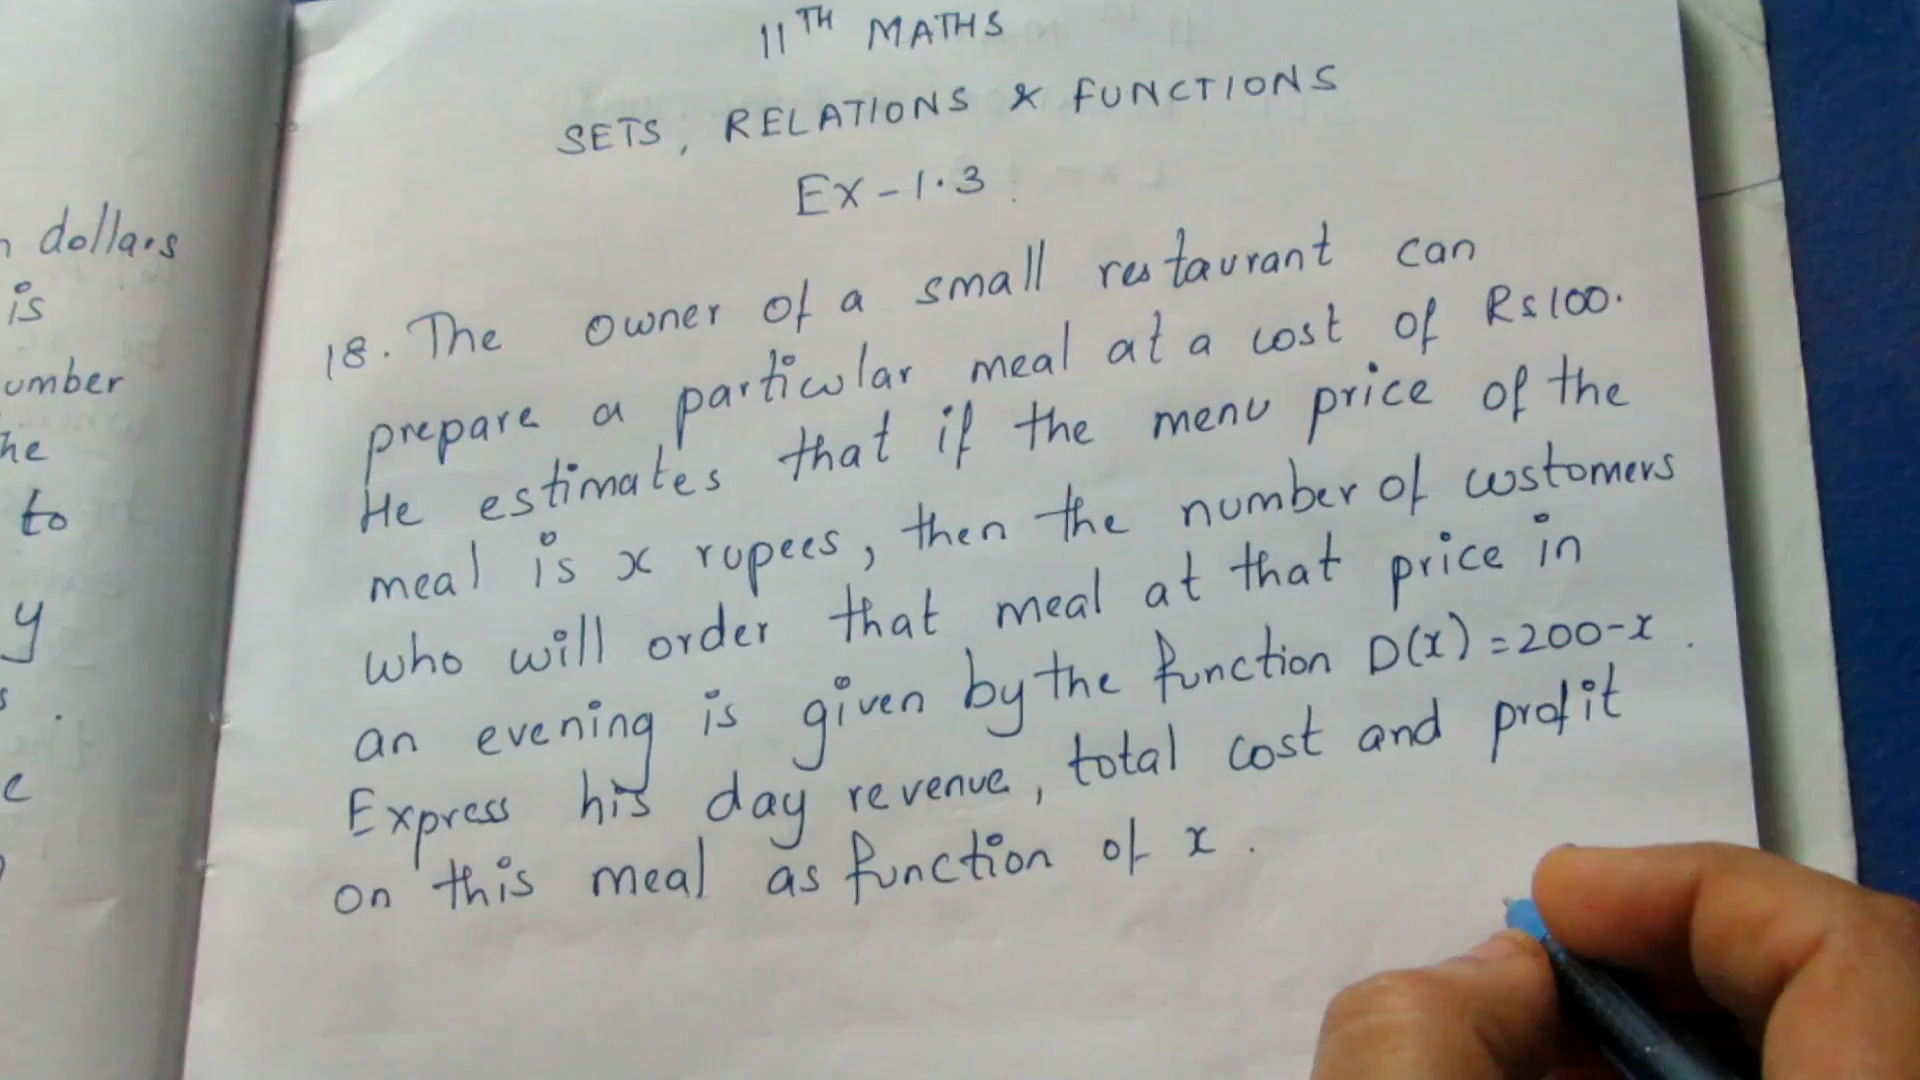 11TH MATHS
SETS, RELATIONS & FUNCTIONS
Ex-1.3
18. The owner of a small restaurant can
prepare a particular meal at a cost of Rs 100.
He estimates that if the menu price of the
meal is x rupees, then the number of customers
who will order that meal at that price in
an evening is given by the function D(x) = 200-x.
Express his day revenue, total cost and profit
on this meal as function of x.
dollars
is
umber
he
to
y
s.
e